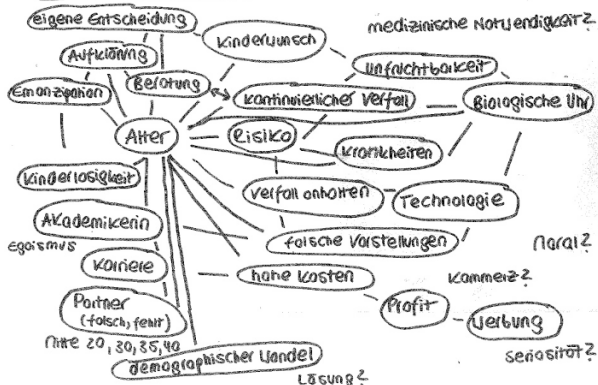 eigene Entscheidung
Kinderwunsch
medizinische Notwendigkeit?
Aufklärung
Unfruchtbarkeit
Emanzipation
Beratung
Kontinuierlicher Verfall
Biologische Uhr
Alter
Risiko
Krankheiten
Kinderlosigkeit
Verfall anhalten
Technologie
Akademikerin
Egoismus
falsche Vorstellungen
Moral?
Karriere
hohe Kosten
Kommerz?
Partner
(falsch, fehlt)
Profit
Werbung
Mitte 20, 30, 35, 40
Seriosität?
demographischer Wandel
Lösung?